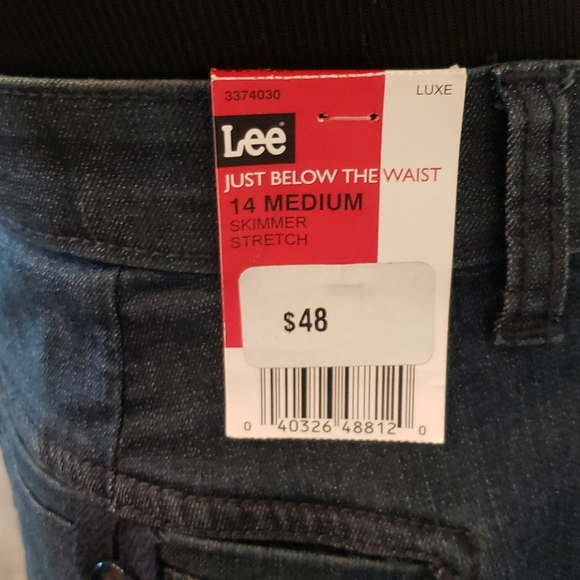 3374030 LUXE
Lee®
JUST BELOW THE WAIST
14 MEDIUM
SKIMMER
STRETCH
$48
0 40326 48812 0